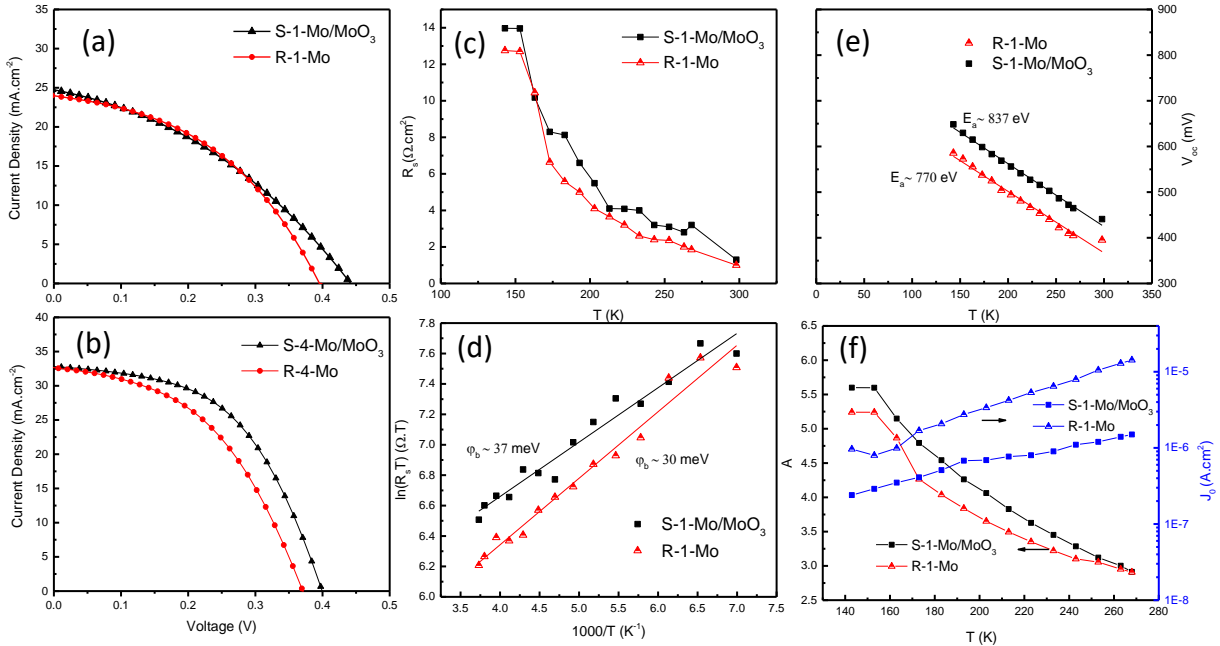 (a)
S-1-Mo/MoO₃
R-1-Mo
Current Density (mA.cm⁻²)
35
30
25
20
15
10
5
0
0.0 0.1 0.2 0.3 0.4 0.5
(b)
S-4-Mo/MoO₃
R-4-Mo
Current Density (mA.cm⁻²)
40
35
30
25
20
15
10
5
0
0.0 0.1 0.2 0.3 0.4 0.5
Voltage (V)
(c)
S-1-Mo/MoO₃
R-1-Mo
Rₛ(Ω.cm²)
14
12
10
8
6
4
2
0
100 150 200 250 300
T (K)
(d)
φb ~ 37 meV
φb ~ 30 meV
S-1-Mo/MoO₃
R-1-Mo
ln(RₛT) (Ω.T)
7.8
7.6
7.4
7.2
7.0
6.8
6.6
6.4
6.2
6.0
3.5 4.0 4.5 5.0 5.5 6.0 6.5 7.0
1000/T (K⁻¹)
(e)
R-1-Mo
S-1-Mo/MoO₃
Eₐ~ 837 eV
Eₐ~ 770 eV
Voc (mV)
900
800
700
600
500
400
300
0 50 100 150 200 250 300 350
T (K)
(f)
S-1-Mo/MoO₃
R-1-Mo
S-1-Mo/MoO₃
R-1-Mo
A
6.0
5.5
5.0
4.5
4.0
3.5
3.0
2.5
J₀ (A.cm²)
1E-5
1E-6
1E-7
1E-8
140 160 180 200 220 240 260 280
T (K)